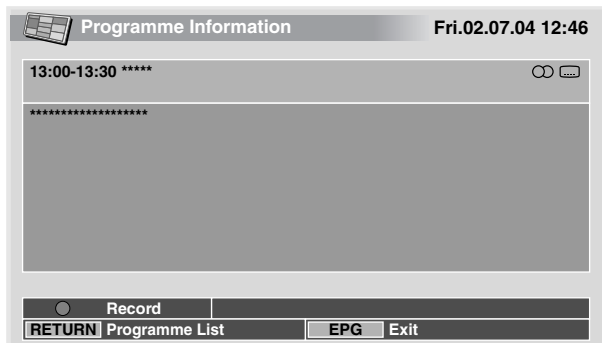 Programme Information Fri.02.07.04 12:46
13:00-13:30 *****
*******************
Record
RETURN Programme List EPG Exit